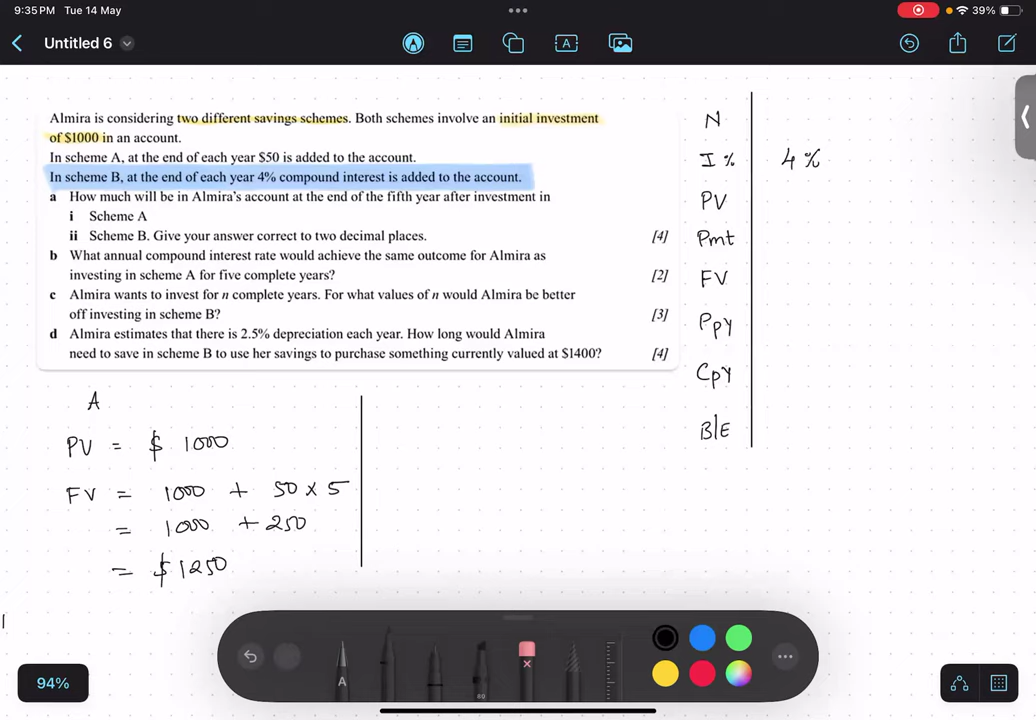 9:35 PM Tue 14 May
39%
Untitled 6
Almira is considering two different savings schemes. Both schemes involve an initial investment
of $1000 in an account.
In scheme A, at the end of each year $50 is added to the account.
In scheme B, at the end of each year 4% compound interest is added to the account.
a How much will be in Almira's account at the end of the fifth year after investment in
i Scheme A
ii Scheme B. Give your answer correct to two decimal places. [4]
b What annual compound interest rate would achieve the same outcome for Almira as
investing in scheme A for five complete years? [2]
c Almira wants to invest for n complete years. For what values of n would Almira be better
off investing in scheme B? [3]
d Almira estimates that there is 2.5% depreciation each year. How long would Almira
need to save in scheme B to use her savings to purchase something currently valued at $1400? [4]
N
I % 4 %
PV
Pmt
FV
PpY
CpY
B/E
A
PV = $ 1000
FV = 1000 + 50 × 5
= 1000 + 250
= $ 1250
A
80
94%